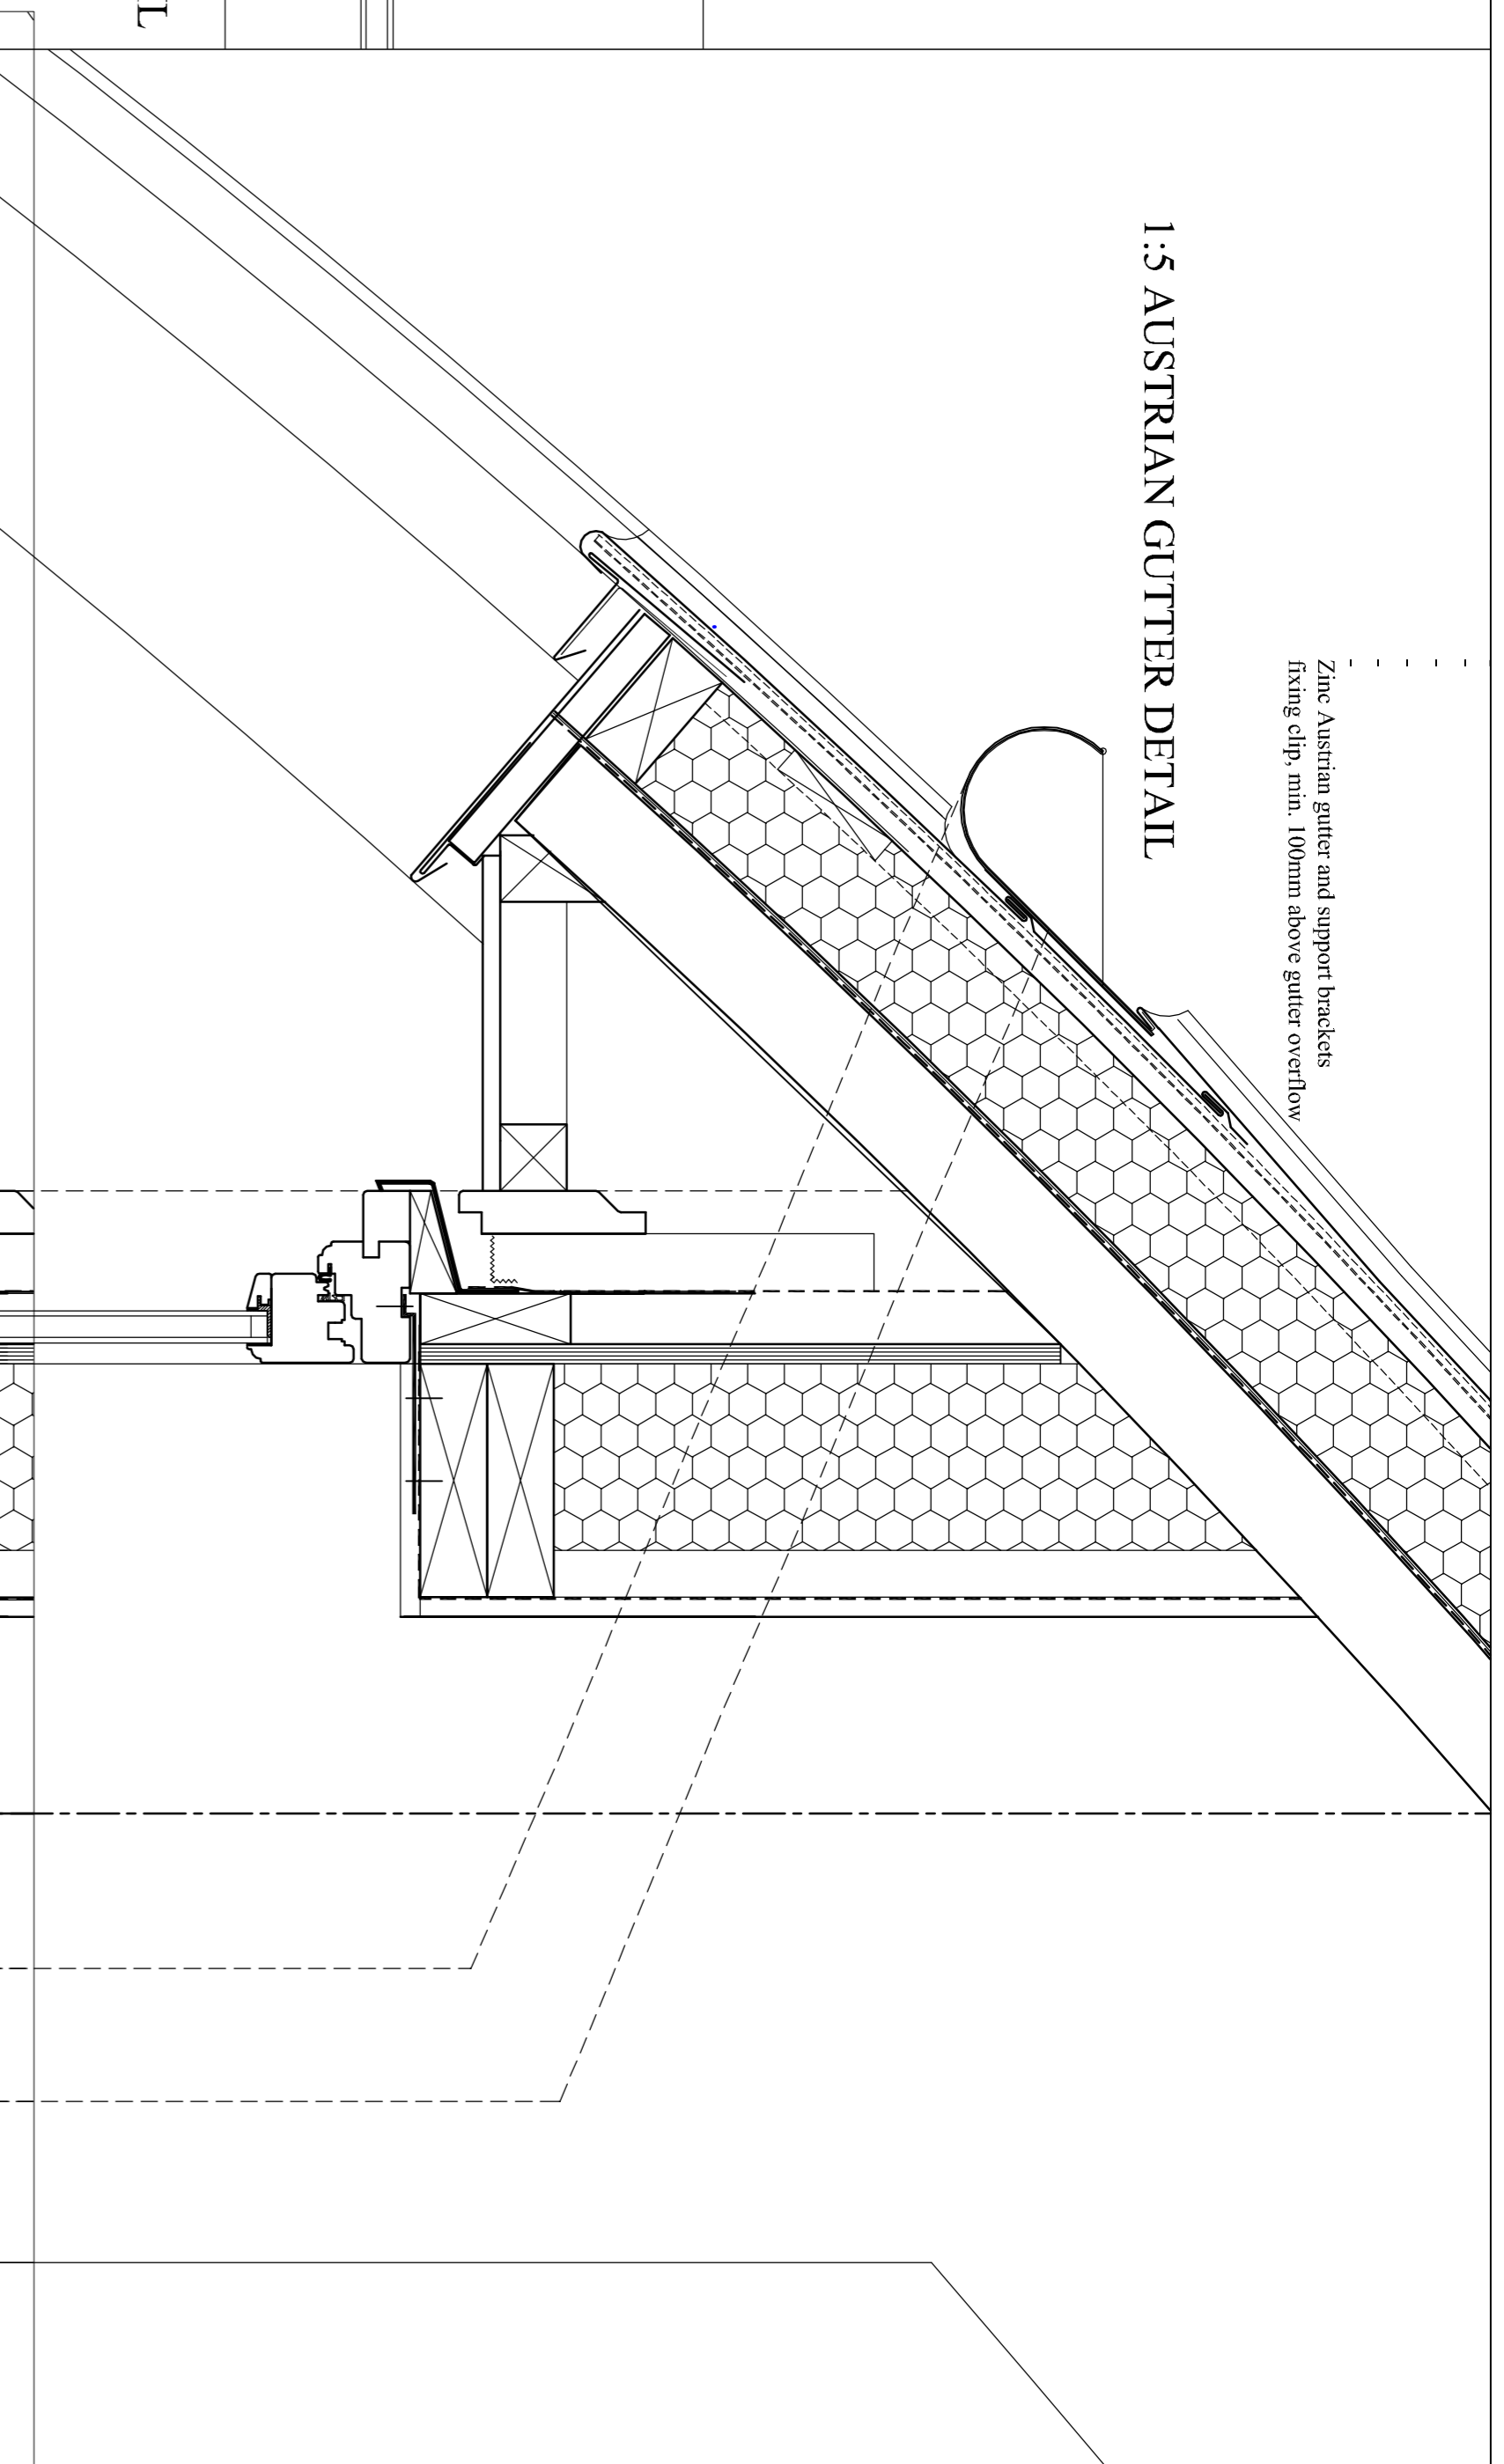 Zinc Austrian gutter and support brackets
fixing clip, min. 100mm above gutter overflow
1:5 AUSTRIAN GUTTER DETAIL
L